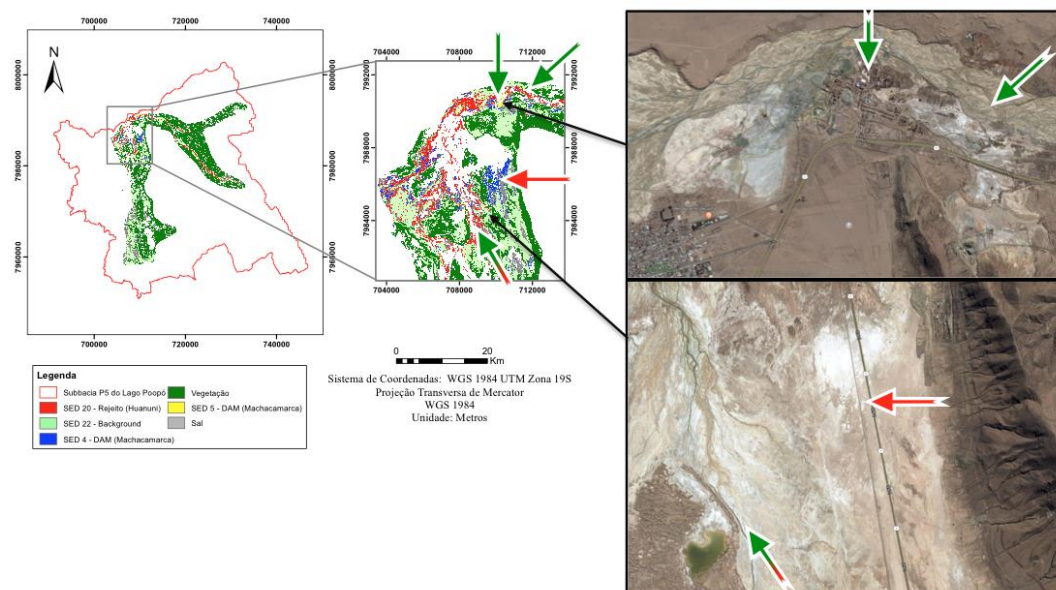 700000 720000 740000
N
8000000
7980000
7960000
8000000
7980000
7960000
700000 720000 740000
704000 708000 712000
7992000
7988000
7984000
7992000
7988000
7984000
704000 708000 712000
0 20
Km
Sistema de Coordenadas: WGS 1984 UTM Zona 19S
Projeção Transversa de Mercator
WGS 1984
Unidade: Metros
Legenda
Subbacia P5 do Lago Poopó
Vegetação
SED 20 - Rejeito (Huanuni)
SED 5 - DAM (Machacamarca)
SED 22 - Background
Sal
SED 4 - DAM (Machacamarca)